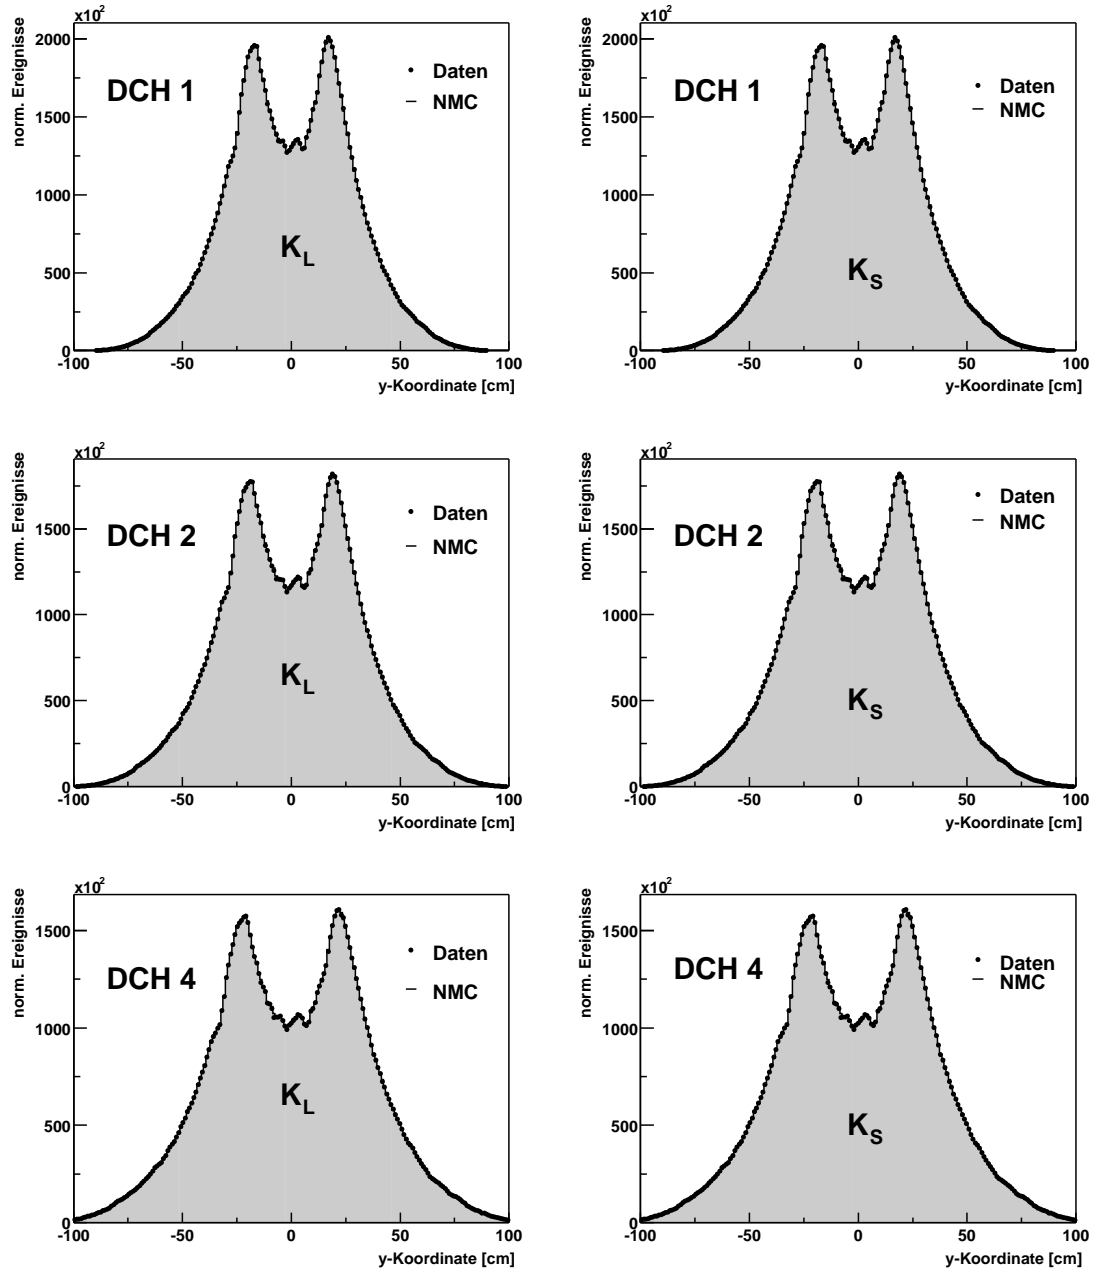 x10²
norm. Ereignisse
2000
1500
1000
500
0
DCH 1
Daten
NMC
K_L
-100 -50 0 50 100
y-Koordinate [cm]
x10²
norm. Ereignisse
2000
1500
1000
500
0
DCH 1
Daten
NMC
K_S
-100 -50 0 50 100
y-Koordinate [cm]
x10²
norm. Ereignisse
1500
1000
500
0
DCH 2
Daten
NMC
K_L
-100 -50 0 50 100
y-Koordinate [cm]
x10²
norm. Ereignisse
1500
1000
500
0
DCH 2
Daten
NMC
K_S
-100 -50 0 50 100
y-Koordinate [cm]
x10²
norm. Ereignisse
1500
1000
500
0
DCH 4
Daten
NMC
K_L
-100 -50 0 50 100
y-Koordinate [cm]
x10²
norm. Ereignisse
1500
1000
500
0
DCH 4
Daten
NMC
K_S
-100 -50 0 50 100
y-Koordinate [cm]